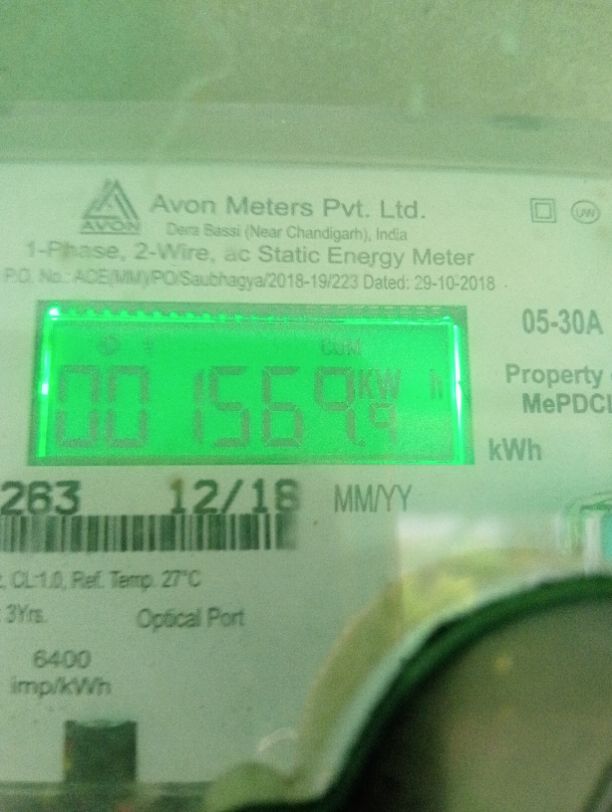 AVON
Avon Meters Pvt. Ltd.
Dera Bassi (Near Chandigarh), India
1-Phase, 2-Wire, ac Static Energy Meter
P.O. No.: ACE(MM)/PO/Saubhagya/2018-19/223 Dated: 29-10-2018
UW
05-30A
CUM
001569.9 KW h
Property
MePDCL
kWh
263 12/18 MM/YY
CL:1.0, Ref. Temp. 27°C
3Yrs. Optical Port
6400
imp/kWh